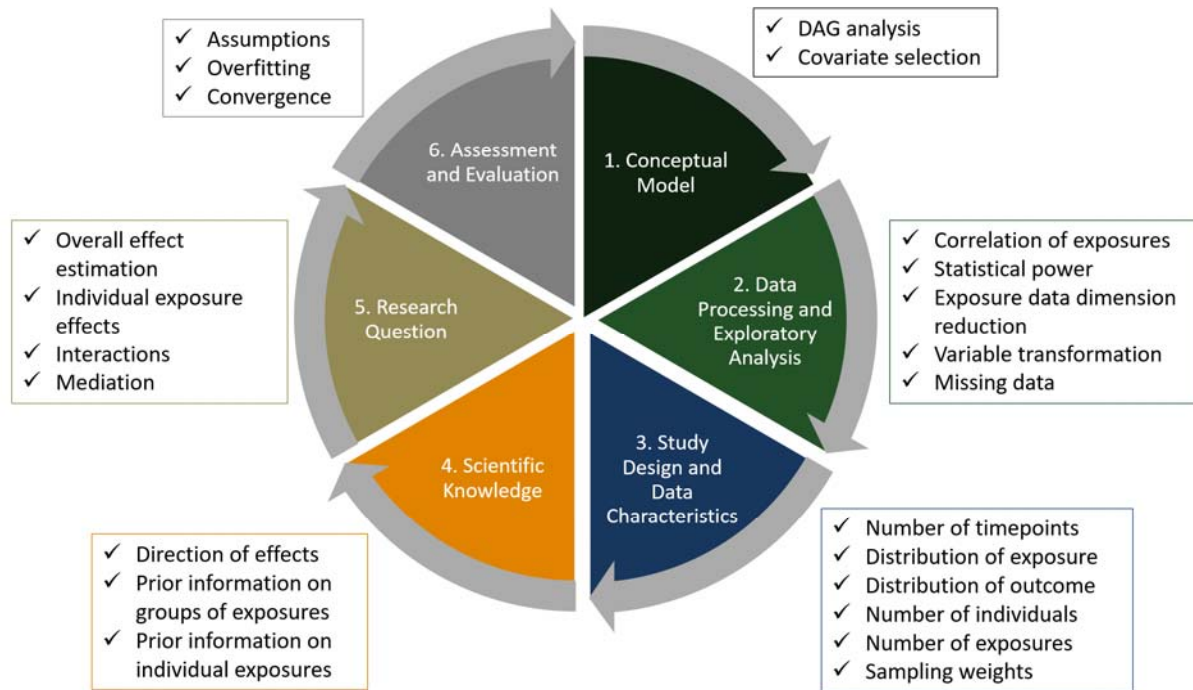 1. Conceptual
Model
✓ DAG analysis
✓ Covariate selection
2. Data
Processing and
Exploratory
Analysis
✓ Correlation of exposures
✓ Statistical power
✓ Exposure data dimension
reduction
✓ Variable transformation
✓ Missing data
3. Study
Design and
Data
Characteristics
✓ Number of timepoints
✓ Distribution of exposure
✓ Distribution of outcome
✓ Number of individuals
✓ Number of exposures
✓ Sampling weights
4. Scientific
Knowledge
✓ Direction of effects
✓ Prior information on
groups of exposures
✓ Prior information on
individual exposures
5. Research
Question
✓ Overall effect
estimation
✓ Individual exposure
effects
✓ Interactions
✓ Mediation
6. Assessment
and Evaluation
✓ Assumptions
✓ Overfitting
✓ Convergence